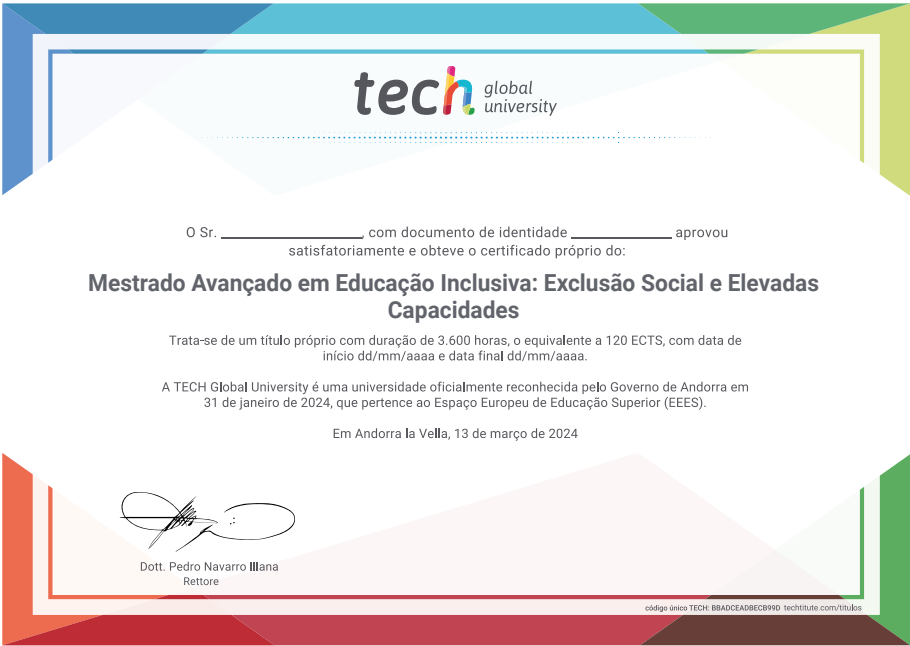 tech global university
O Sr. ____________________, com documento de identidade ______________ aprovou
satisfatoriamente e obteve o certificado próprio do:
Mestrado Avançado em Educação Inclusiva: Exclusão Social e Elevadas
Capacidades
Trata-se de um título próprio com duração de 3.600 horas, o equivalente a 120 ECTS, com data de
início dd/mm/aaaa e data final dd/mm/aaaa.
A TECH Global University é uma universidade oficialmente reconhecida pelo Governo de Andorra em
31 de janeiro de 2024, que pertence ao Espaço Europeu de Educação Superior (EEES).
Em Andorra la Vella, 13 de março de 2024
Dott. Pedro Navarro Illana
Rettore
código único TECH: BBADCEADBECB99D techtitute.com/titulos